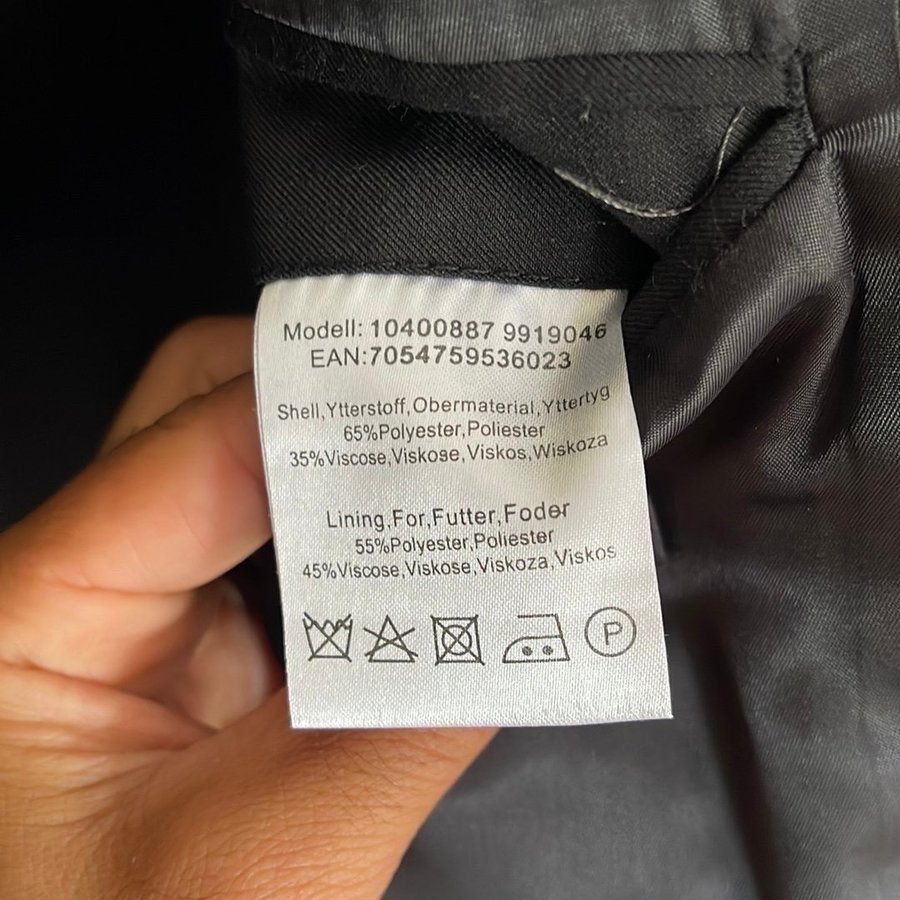 Modell: 10400887 9919046
EAN:7054759536023
Shell,Ytterstoff,Obermaterial,Yttertyg
65%Polyester,Poliester
35%Viscose,Viskose,Viskos,Wiskoza
Lining,For,Futter,Foder
55%Polyester,Poliester
45%Viscose,Viskose,Viskoza,Viskos
P